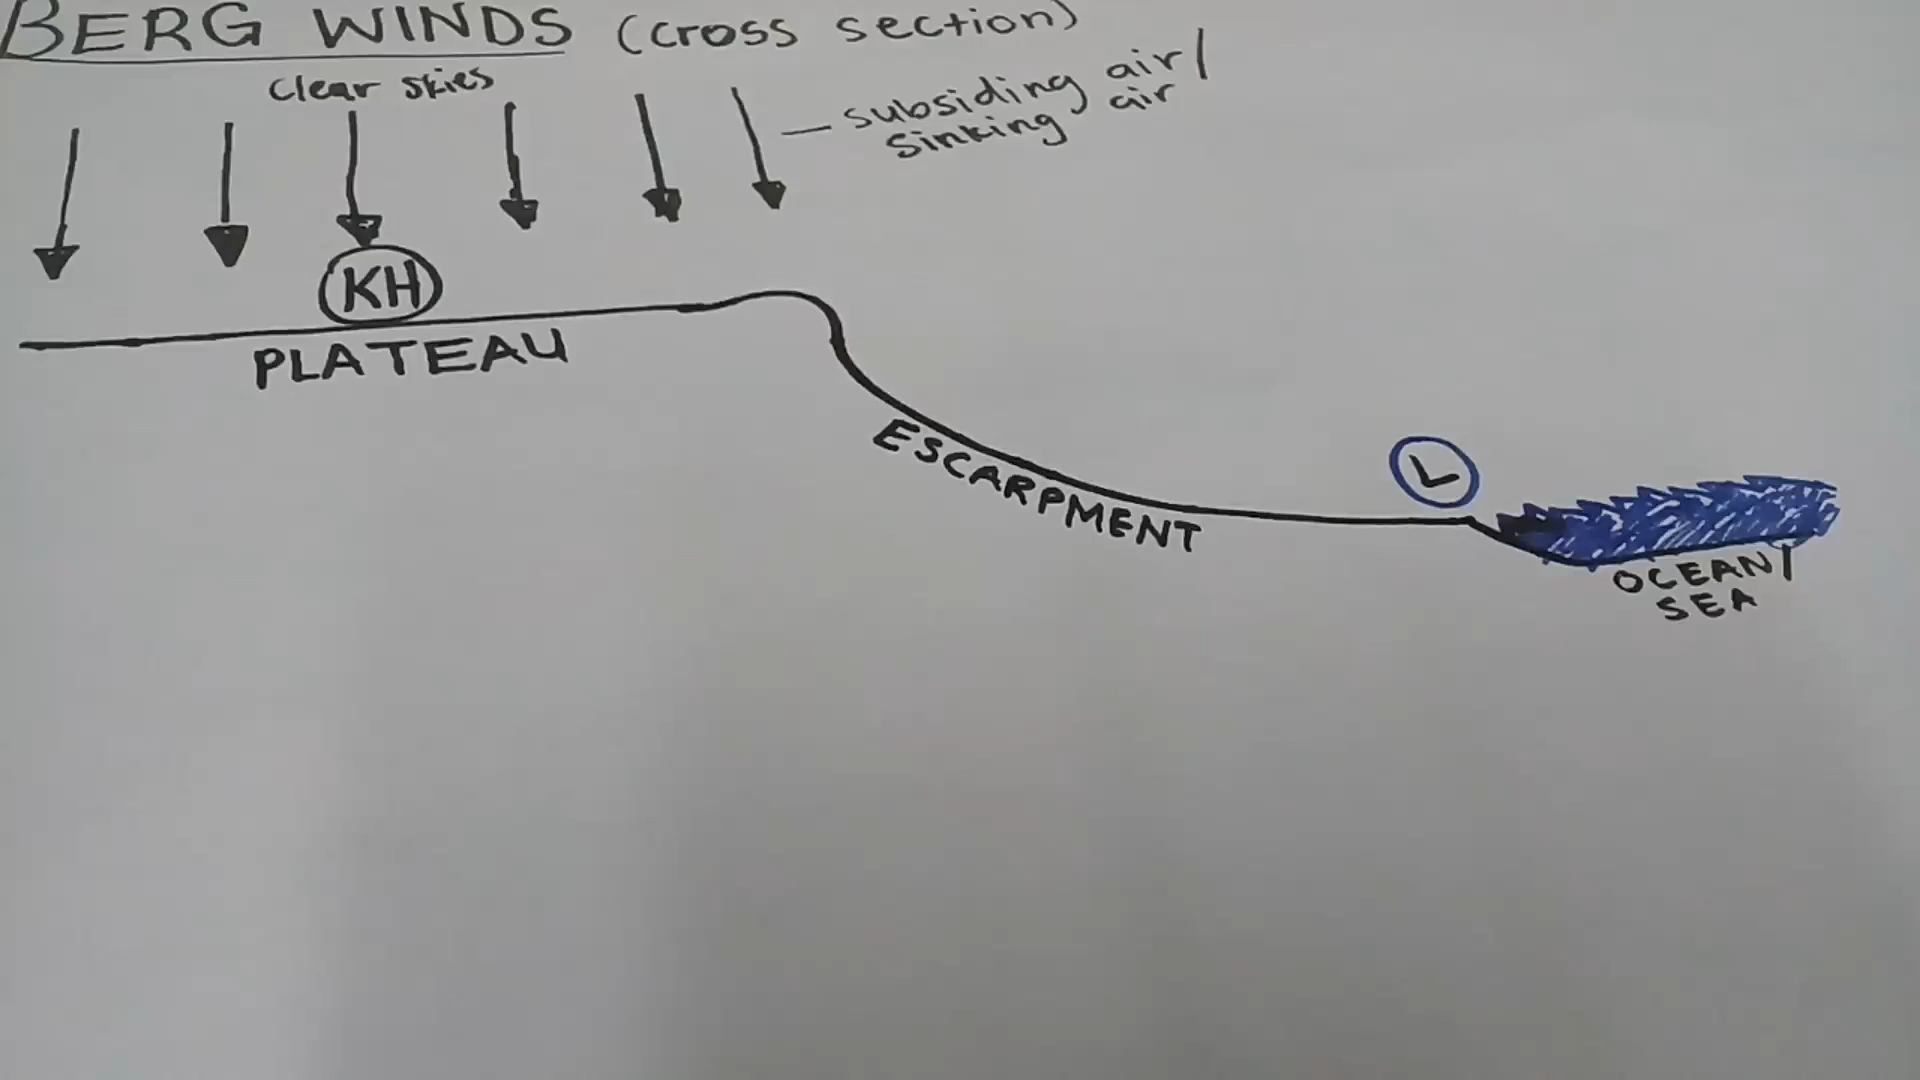 BERG WINDS (cross section)
clear skies
subsiding air/
sinking air
KH
PLATEAU
ESCARPMENT
L
OCEAN/
SEA